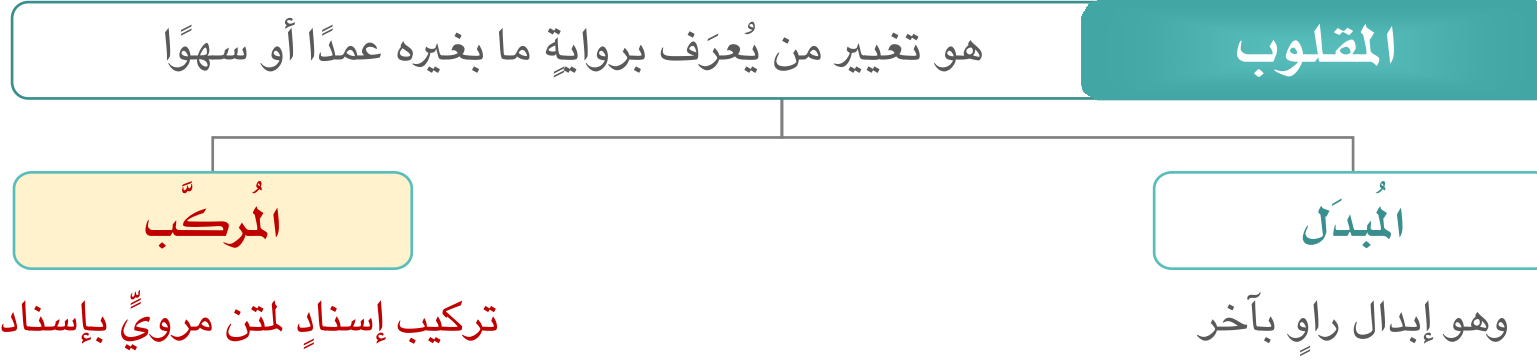 المقلوب
هو تغيير من يُعرَف بروايةٍ ما بغيره عمدًا أو سهوًا
المُبدَل
المُركَّب
وهو إبدال راوٍ بآخر
تركيب إسنادٍ لمتن مرويٍّ بإسناد